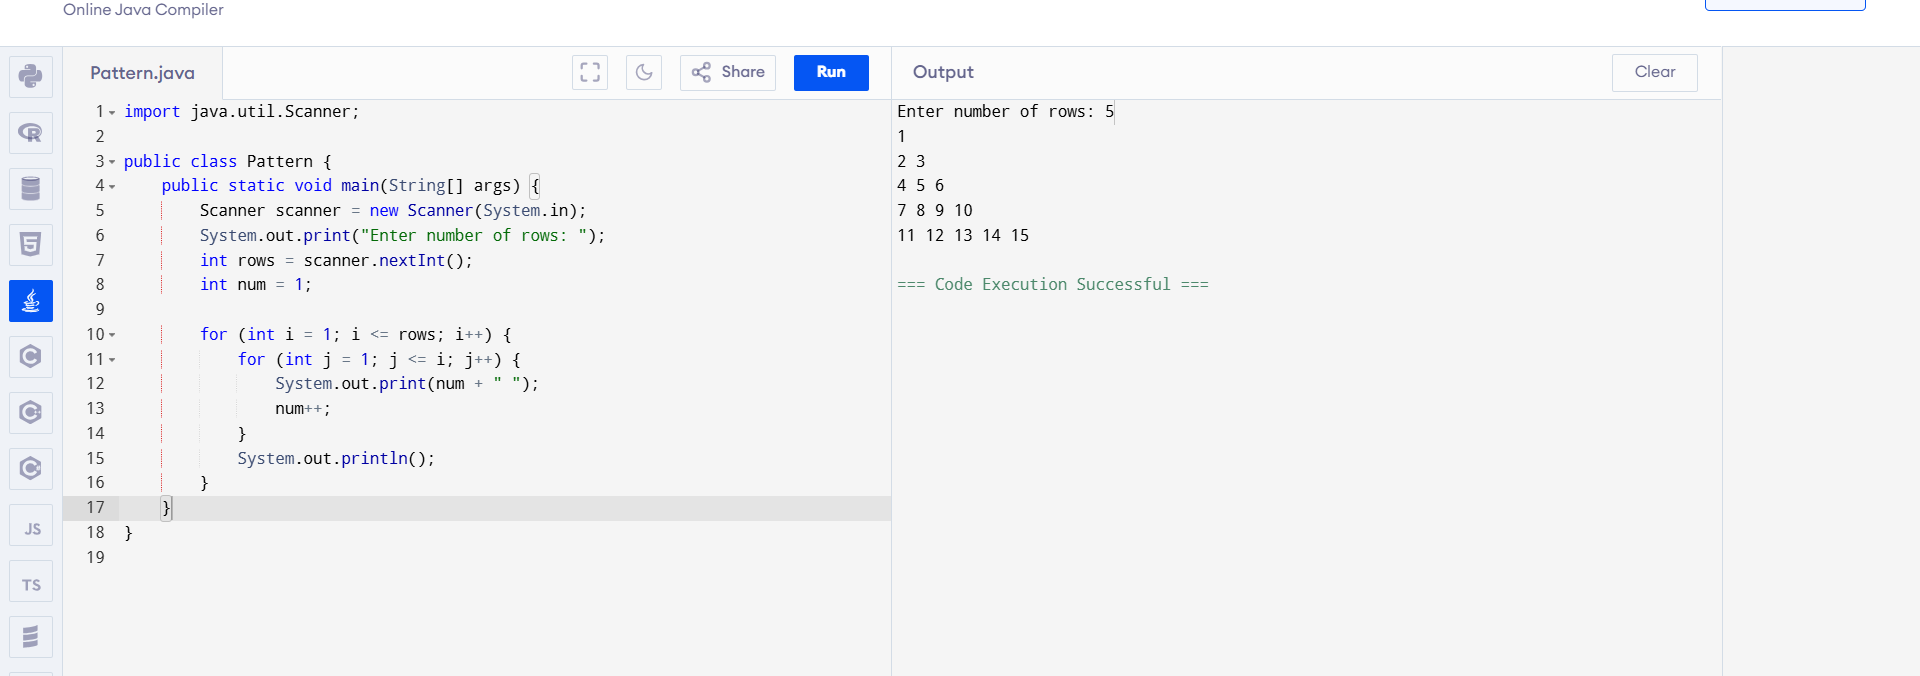 Online Java Compiler
Pattern.java
Share
Run
Output
Clear
1 import java.util.Scanner;
2
3 public class Pattern {
4     public static void main(String[] args) {
5         Scanner scanner = new Scanner(System.in);
6         System.out.print("Enter number of rows: ");
7         int rows = scanner.nextInt();
8         int num = 1;
9
10         for (int i = 1; i <= rows; i++) {
11             for (int j = 1; j <= i; j++) {
12                 System.out.print(num + " ");
13                 num++;
14             }
15             System.out.println();
16         }
17     }
18 }
19
Enter number of rows: 5
1
2 3
4 5 6
7 8 9 10
11 12 13 14 15
=== Code Execution Successful ===
JS
TS